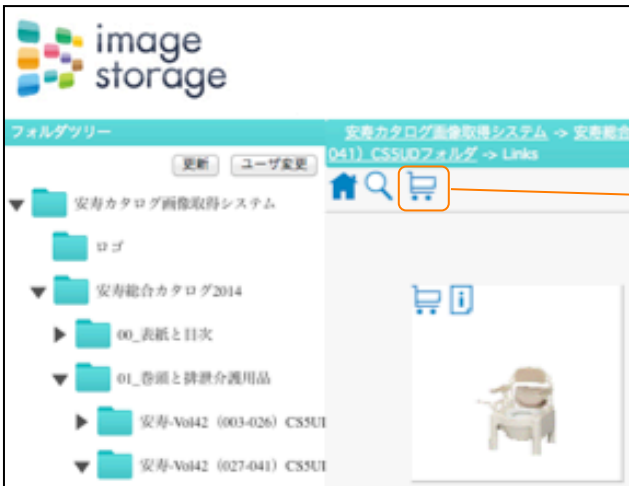 image
storage
フォルダツリー
安寿カタログ画像取得システム -> 安寿総合
041）CS5UDフォルダ -> Links
更新 ユーザ変更
安寿カタログ画像取得システム
ロゴ
安寿総合カタログ2014
00_表紙と目次
01_巻頭と排泄介護用品
安寿-Vol42（003-026）CS5UI
安寿-Vol42（027-041）CS5UI